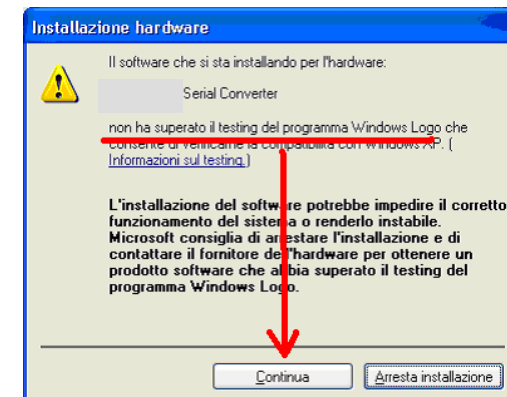 Installazione hardware
Il software che si sta installando per l'hardware:
Serial Converter
non ha superato il testing del programma Windows Logo che
consente di verificarne la compatibilità con Windows XP. (
Informazioni sul testing.)
L'installazione del software potrebbe impedire il corretto
funzionamento del sistema o renderlo instabile.
Microsoft consiglia di arrestare l'installazione e di
contattare il fornitore dell'hardware per ottenere un
prodotto software che abbia superato il testing del
programma Windows Logo.
Continua
Arresta installazione